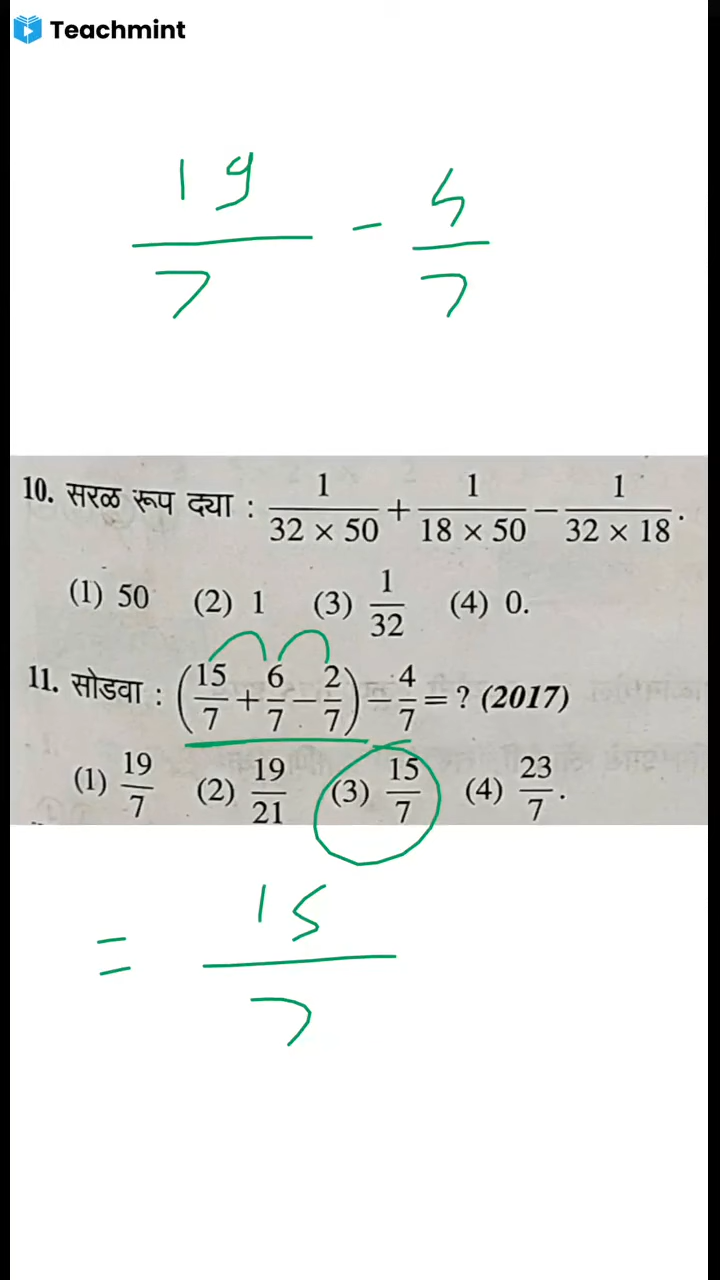 Teachmint
19/7 - 4/7
10. सरळ रूप द्या : 1/(32 × 50) + 1/(18 × 50) − 1/(32 × 18).
(1) 50 (2) 1 (3) 1/32 (4) 0.
11. सोडवा : (15/7 + 6/7 − 2/7) − 4/7 = ? (2017)
(1) 19/7 (2) 19/21 (3) 15/7 (4) 23/7.
= 15/7